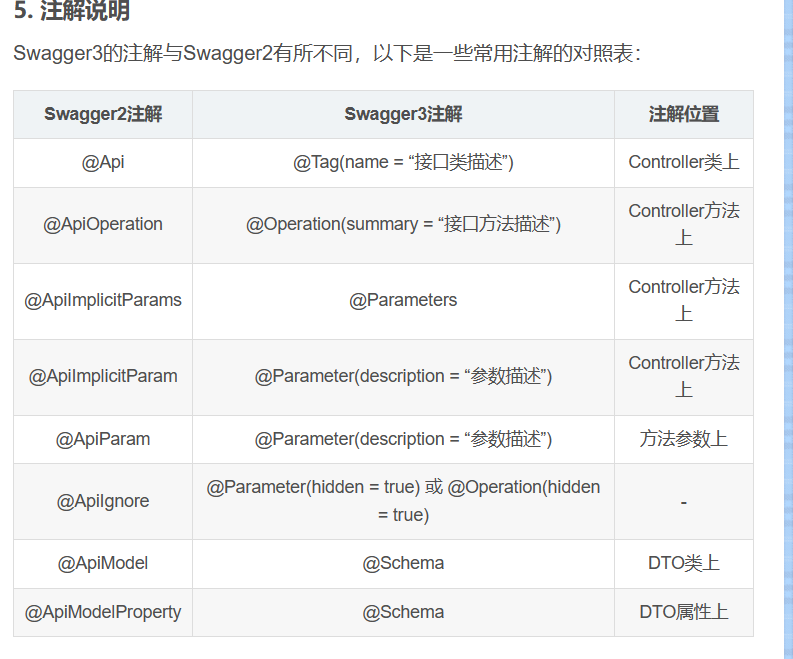 5. 注解说明
Swagger3的注解与Swagger2有所不同，以下是一些常用注解的对照表：
Swagger2注解 Swagger3注解 注解位置
@Api @Tag(name = “接口类描述”) Controller类上
@ApiOperation @Operation(summary = “接口方法描述”) Controller方法
上
@ApiImplicitParams @Parameters Controller方法
上
@ApiImplicitParam @Parameter(description = “参数描述”) Controller方法
上
@ApiParam @Parameter(description = “参数描述”) 方法参数上
@ApiIgnore @Parameter(hidden = true) 或 @Operation(hidden
= true) -
@ApiModel @Schema DTO类上
@ApiModelProperty @Schema DTO属性上